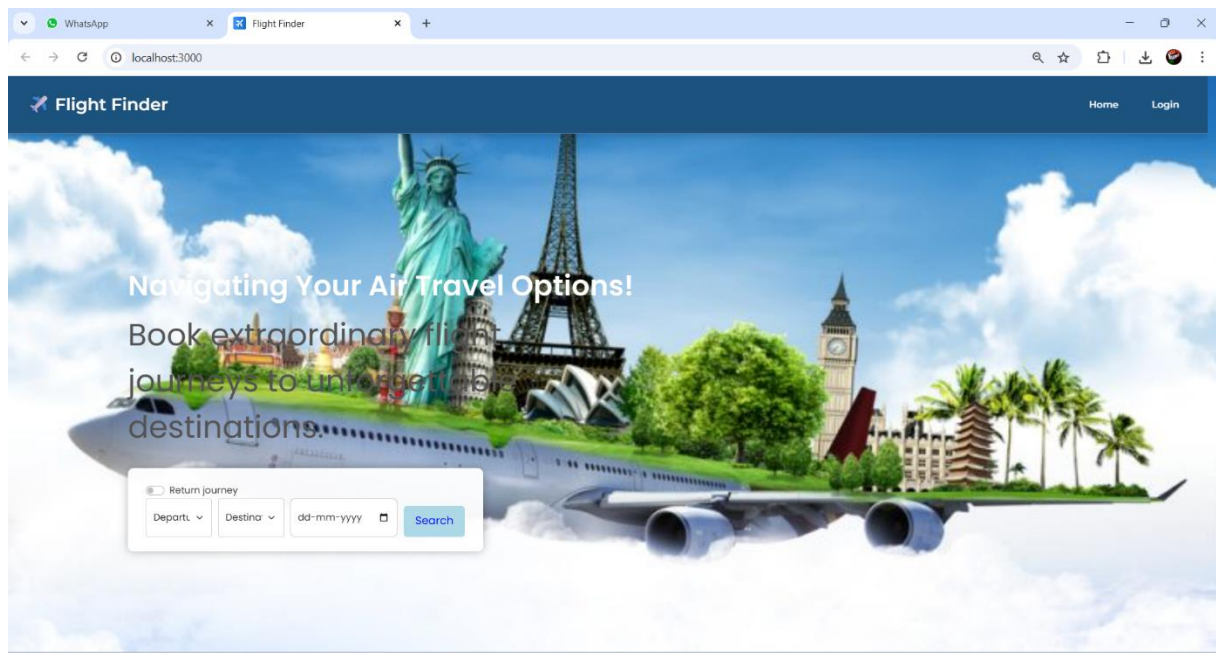 WhatsApp
Flight Finder
localhost:3000
Flight Finder
Home
Login
Navigating Your Air Travel Options!
Book extraordinary flight
journeys to unforgettable
destinations.
Return journey
Departu
Destina
dd-mm-yyyy
Search